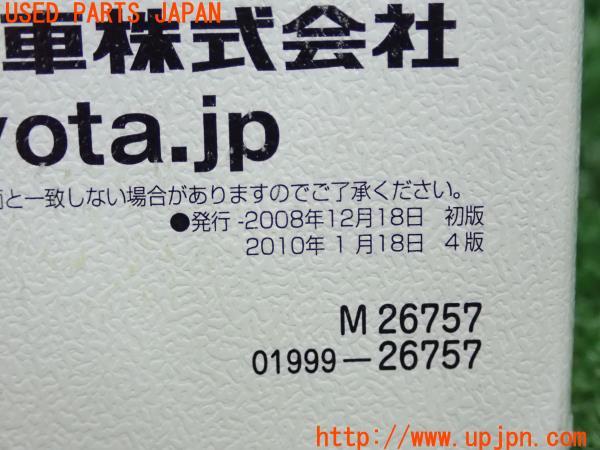 USED PARTS JAPAN
車株式会社
yota.jp
と一致しない場合がありますのでご了承ください。
●発行-2008年12月18日 初版
2010年 1月18日 4版
M 26757
01999-26757
http://www.upjpn.com